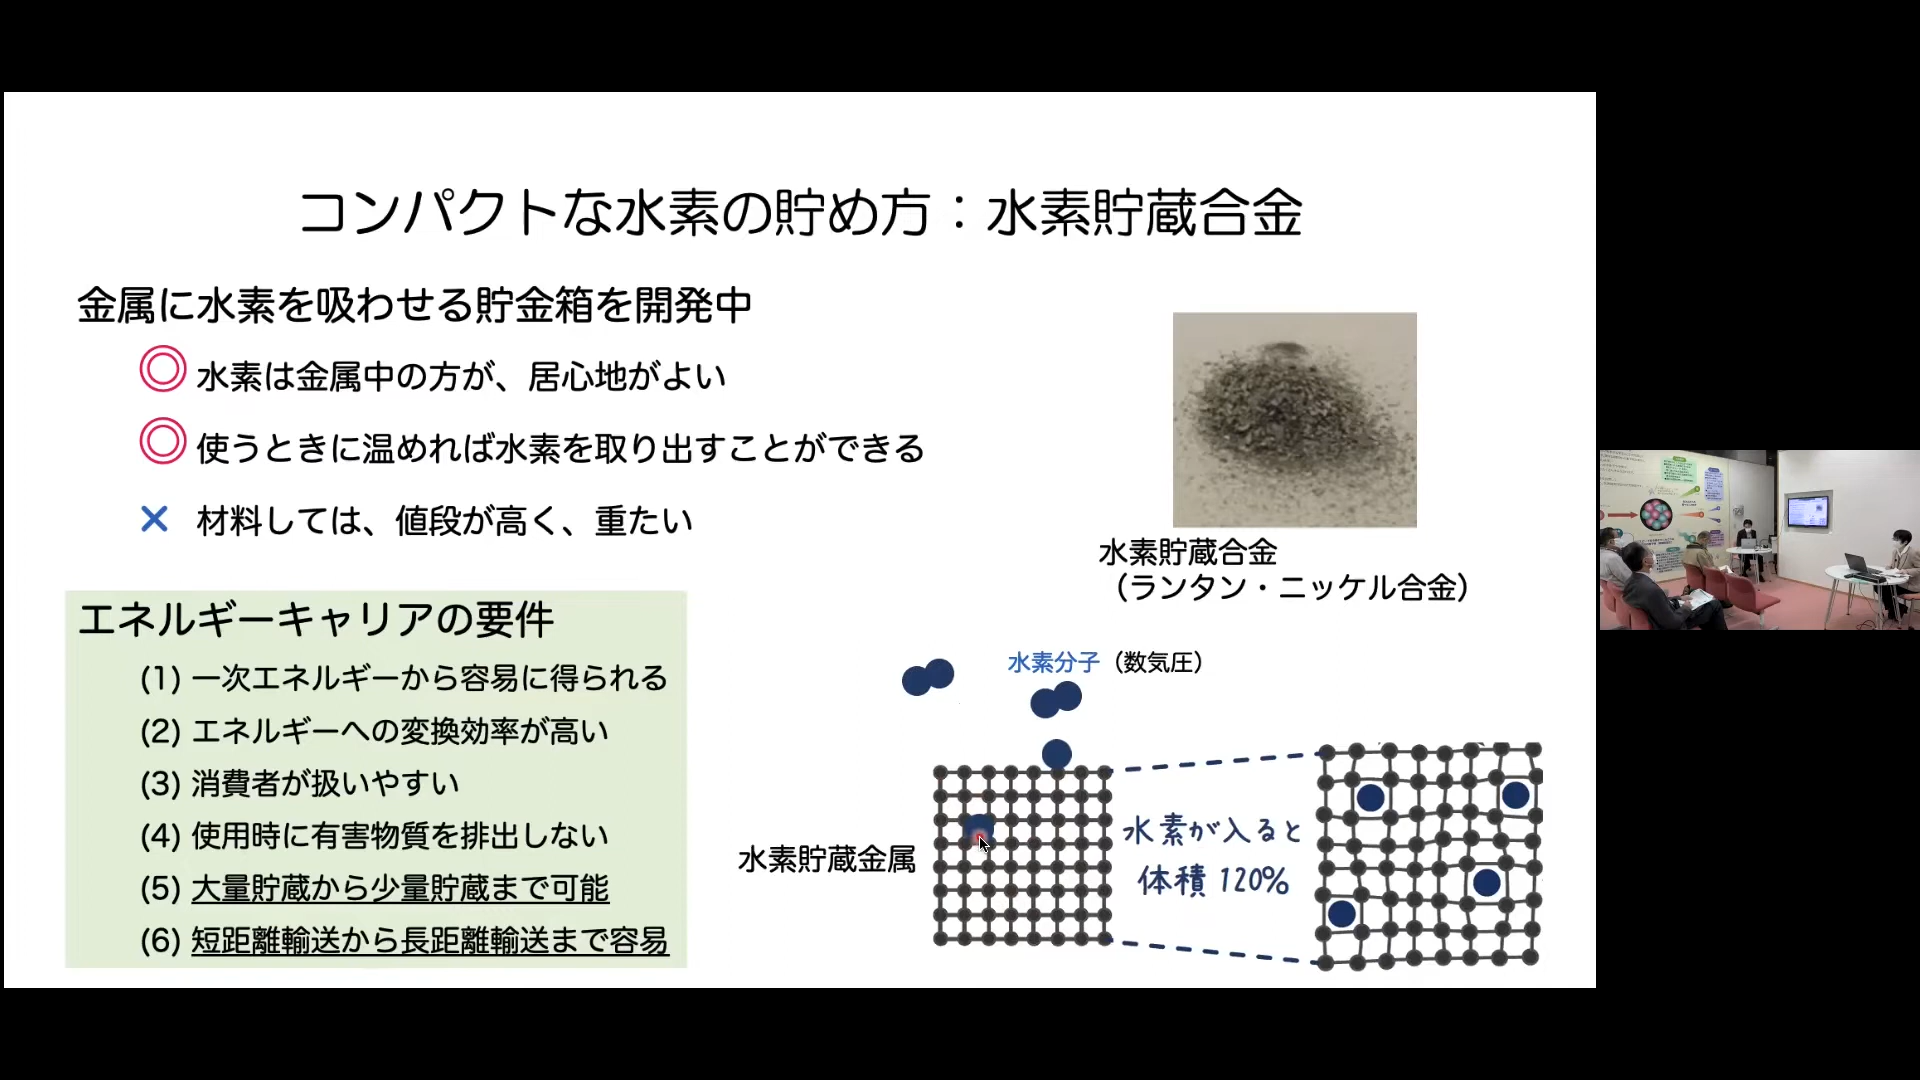 コンパクトな水素の貯め方：水素貯蔵合金
金属に水素を吸わせる貯金箱を開発中
◎ 水素は金属中の方が、居心地がよい
◎ 使うときに温めれば水素を取り出すことができる
× 材料しては、値段が高く、重たい
エネルギーキャリアの要件
(1) 一次エネルギーから容易に得られる
(2) エネルギーへの変換効率が高い
(3) 消費者が扱いやすい
(4) 使用時に有害物質を排出しない
(5) 大量貯蔵から少量貯蔵まで可能
(6) 短距離輸送から長距離輸送まで容易
水素貯蔵合金
（ランタン・ニッケル合金）
水素分子（数気圧）
水素貯蔵金属
水素が入ると
体積 120%